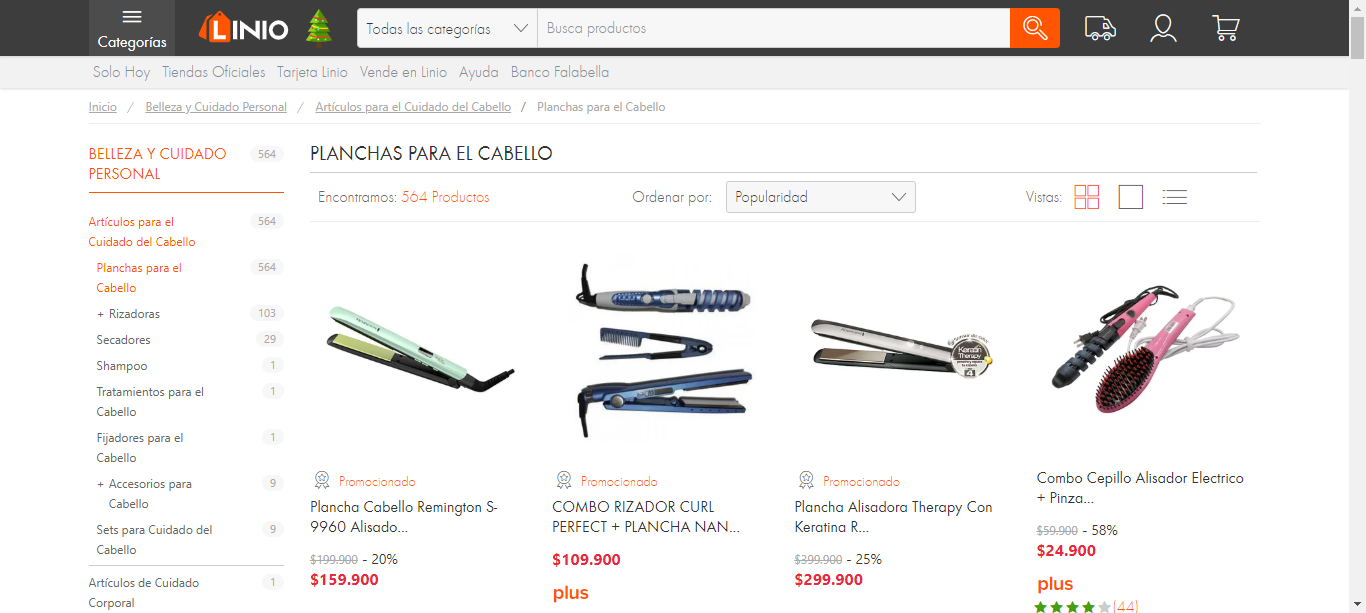 Categorías
LINIO
Todas las categorías
Busca productos
Solo Hoy Tiendas Oficiales Tarjeta Linio Vende en Linio Ayuda Banco Falabella
Inicio / Belleza y Cuidado Personal / Artículos para el Cuidado del Cabello / Planchas para el Cabello
BELLEZA Y CUIDADO 564
PERSONAL
Artículos para el 564
Cuidado del Cabello
Planchas para el 564
Cabello
+ Rizadoras 103
Secadores 29
Shampoo 1
Tratamientos para el 1
Cabello
Fijadores para el 1
Cabello
+ Accesorios para 9
Cabello
Sets para Cuidado del 9
Cabello
Artículos de Cuidado 1
Corporal
PLANCHAS PARA EL CABELLO
Encontramos: 564 Productos
Ordenar por: Popularidad
Vistas:
Promocionado
Plancha Cabello Remington S-
9960 Alisado...
$199.900 - 20%
$159.900
Promocionado
COMBO RIZADOR CURL
PERFECT + PLANCHA NAN...
$109.900
plus
Keratin
Therapy
4
Promocionado
Plancha Alisadora Therapy Con
Keratina R...
$399.900 - 25%
$299.900
Combo Cepillo Alisador Electrico
+ Pinza...
$59.900 - 58%
$24.900
plus
(44)